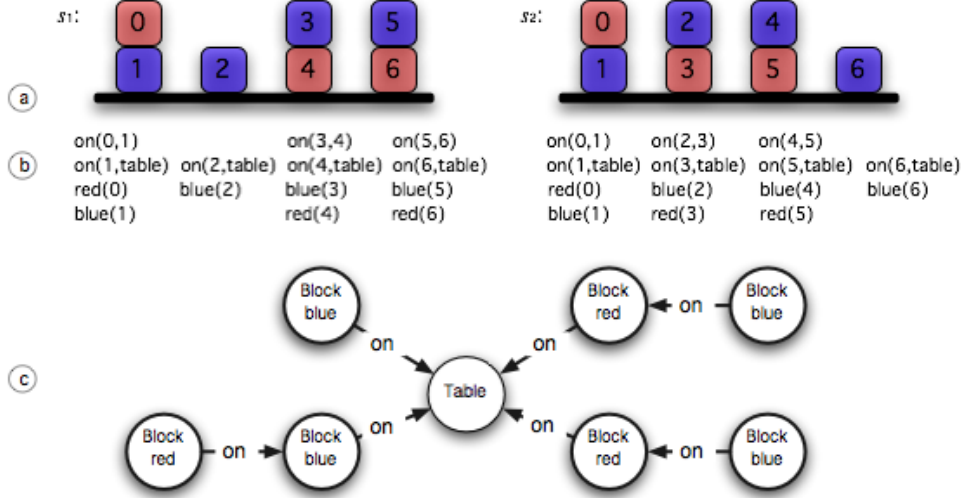 s1:
0 3 5
1 2 4 6
s2:
0 2 4
1 3 5 6
a
on(0,1) on(3,4) on(5,6)
on(1,table) on(2,table) on(4,table) on(6,table)
red(0) blue(2) blue(3) blue(5)
blue(1) red(4) red(6)
on(0,1) on(2,3) on(4,5)
on(1,table) on(3,table) on(5,table) on(6,table)
red(0) blue(2) blue(4) blue(6)
blue(1) red(3) red(5)
b
Block
blue
on
Block
red
on
Block
blue
on
c
Table
Block
red
on
Block
blue
on
on
Block
red
on
Block
blue